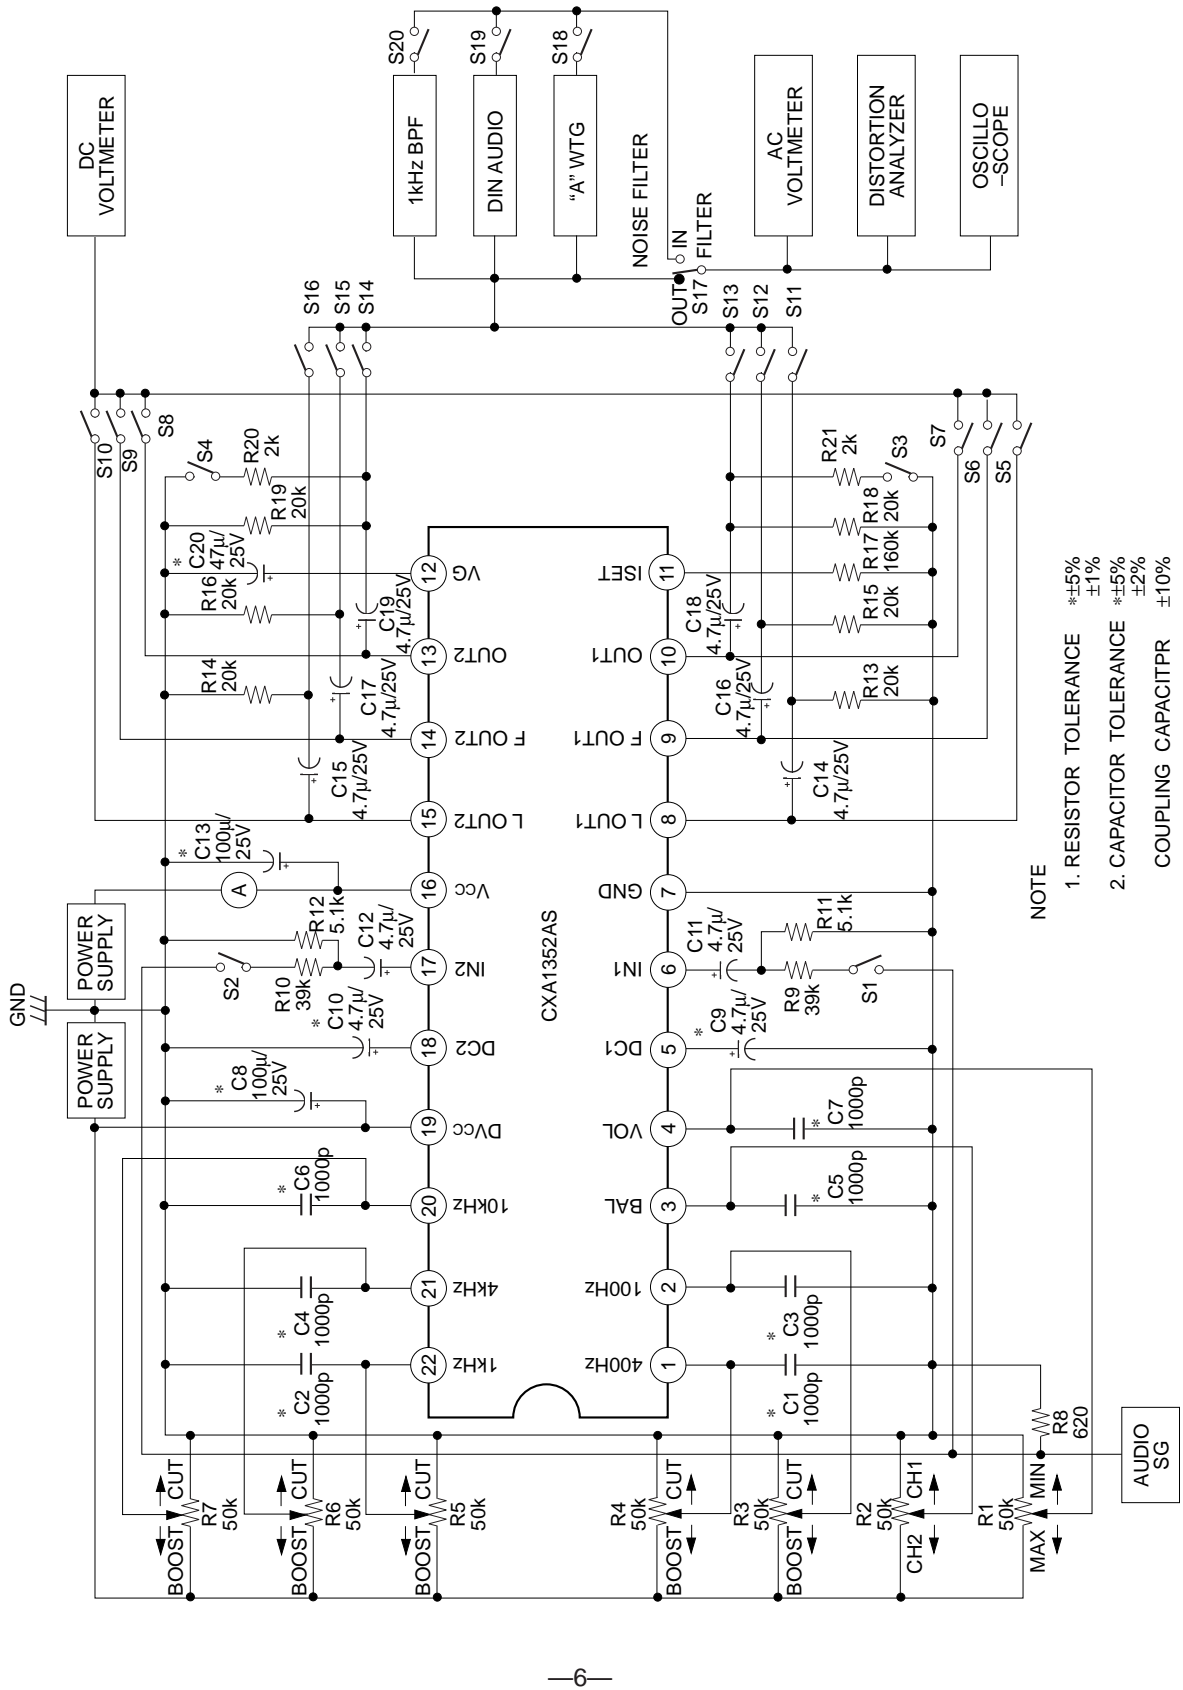 DC
VOLTMETER
1kHz BPF
DIN AUDIO
“A” WTG
NOISE FILTER
AC
VOLTMETER
DISTORTION
ANALYZER
OSCILLO
–SCOPE
S20
S19
S18
OUT
IN
S17
FILTER
S16
S15
S14
S13
S12
S11
S10
S9
S8
S7
S6
S5
S4
R20
2k
R19
20k
* C20
47µ/
25V
R16
20k
R14
20k
C19
4.7µ/25V
C17
4.7µ/25V
C15
4.7µ/25V
R21
2k
S3
R18
20k
R17
160k
R15
20k
R13
20k
C18
4.7µ/25V
C16
4.7µ/25V
C14
4.7µ/25V
* C13
100µ/
25V
A
POWER
SUPPLY
GND
POWER
SUPPLY
R12
5.1k
C12
4.7µ/
25V
S2
R10
39k
* C10
4.7µ/
25V
* C8
100µ/
25V
C11
4.7µ/
25V
R11
5.1k
R9
39k
S1
* C9
4.7µ/
25V
* C7
1000p
* C5
1000p
* C3
1000p
* C1
1000p
* C6
1000p
* C4
1000p
* C2
1000p
CXA1352AS
12 VG
13 OUT2
14 F OUT2
15 L OUT2
16 Vcc
17 IN2
18 DC2
19 DVcc
20 10kHz
21 4kHz
22 1kHz
11 ISET
10 OUT1
9 F OUT1
8 L OUT1
7 GND
6 IN1
5 DC1
4 VOL
3 BAL
2 100Hz
1 400Hz
BOOST CUT
R7
50k
BOOST CUT
R6
50k
BOOST CUT
R5
50k
BOOST CUT
R4
50k
BOOST CUT
R3
50k
CH2 CH1
R2
50k
MAX MIN
R1
50k
R8
620
AUDIO
SG
NOTE
1. RESISTOR TOLERANCE *±5%
±1%
2. CAPACITOR TOLERANCE *±5%
±2%
COUPLING CAPACITPR ±10%
—6—